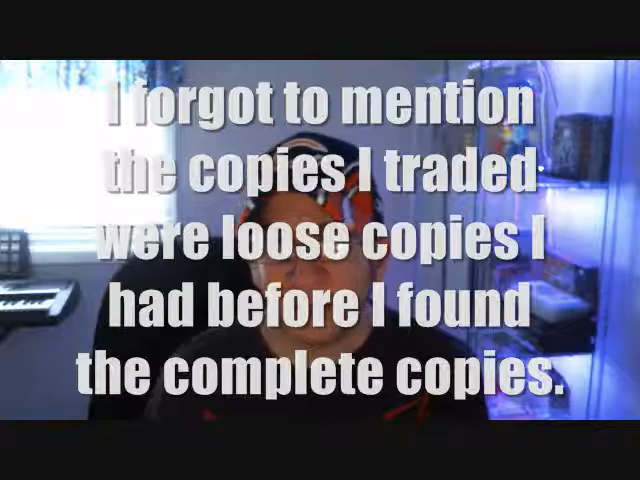 I forgot to mention
the copies I traded
were loose copies I
had before I found
the complete copies.